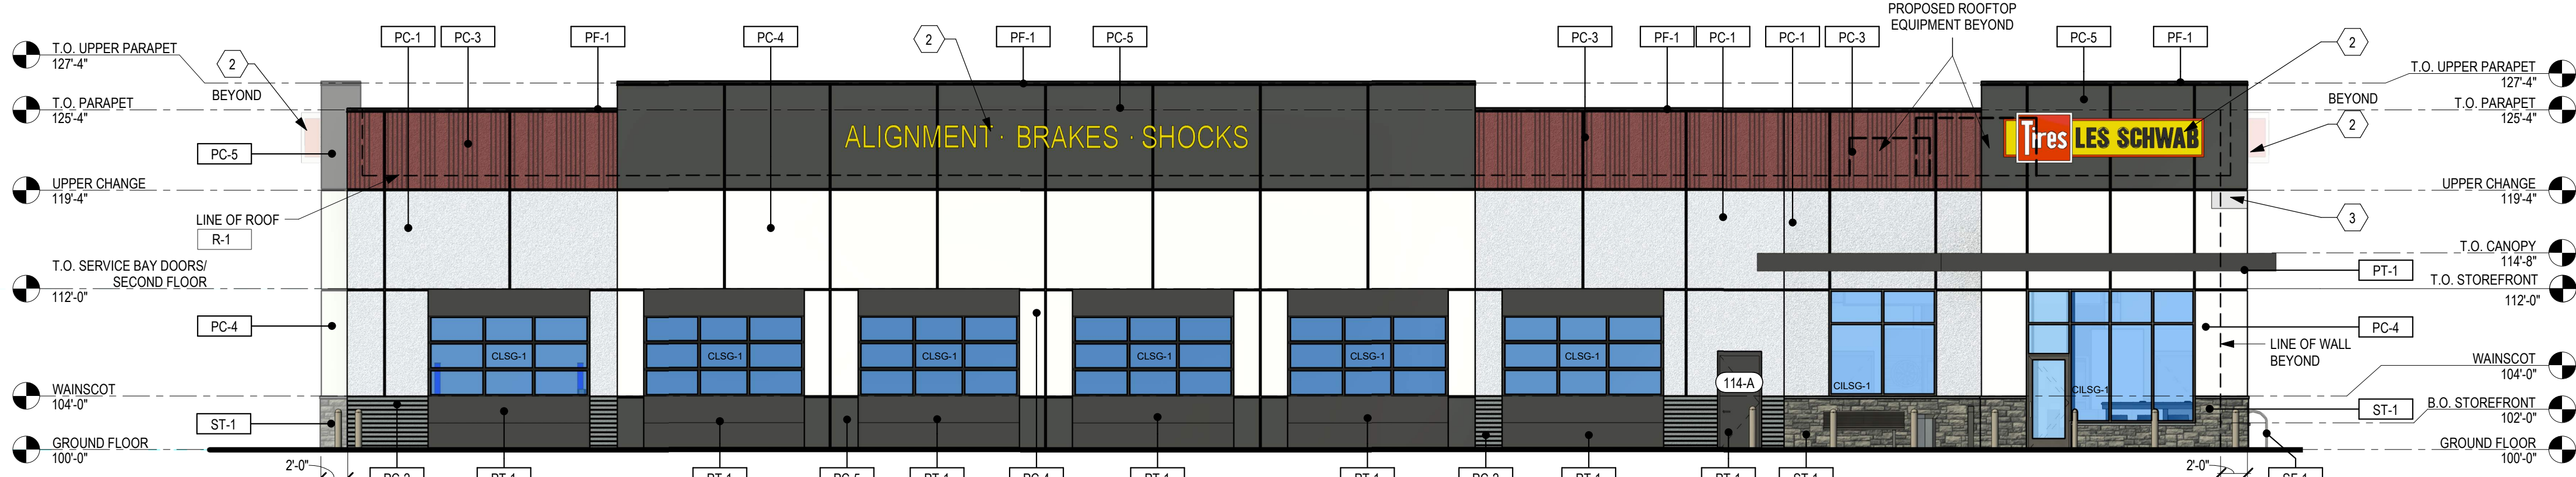 PROPOSED ROOFTOP
EQUIPMENT BEYOND
PC-1
PC-3
PF-1
PC-4
2
PF-1
PC-5
PC-3
PF-1
PC-1
PC-1
PC-3
PC-5
PF-1
2
T.O. UPPER PARAPET
127'-4"
2
BEYOND
T.O. PARAPET
125'-4"
PC-5
UPPER CHANGE
119'-4"
LINE OF ROOF
R-1
T.O. SERVICE BAY DOORS/
SECOND FLOOR
112'-0"
PC-4
WAINSCOT
104'-0"
ST-1
GROUND FLOOR
100'-0"
2'-0"
ALIGNMENT · BRAKES · SHOCKS
Tires LES SCHWAB
CLSG-1
CLSG-1
CLSG-1
CLSG-1
CLSG-1
CLSG-1
114-A
CILSG-1
CILSG-1
T.O. UPPER PARAPET
127'-4"
BEYOND
T.O. PARAPET
125'-4"
2
UPPER CHANGE
119'-4"
3
T.O. CANOPY
114'-8"
PT-1
T.O. STOREFRONT
112'-0"
PC-4
LINE OF WALL
BEYOND
WAINSCOT
104'-0"
ST-1
B.O. STOREFRONT
102'-0"
GROUND FLOOR
100'-0"
2'-0"